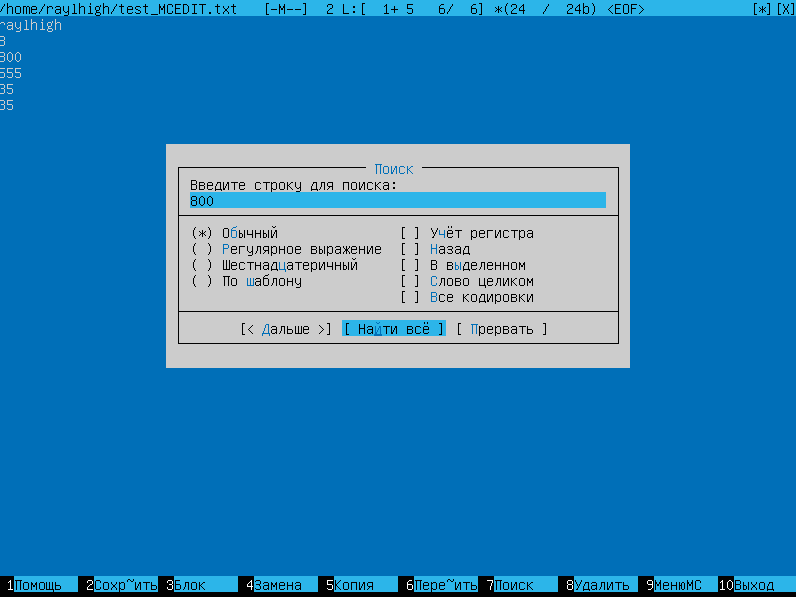 /home/raylhigh/test_MCEDIT.txt [-M--] 2 L:[ 1+ 5 6/ 6] *(24 / 24b) <EOF> [*][X]
raylhigh
8
800
555
35
35
Поиск
Введите строку для поиска:
800
(*) Обычный [ ] Учёт регистра
( ) Регулярное выражение [ ] Назад
( ) Шестнадцатеричный [ ] В выделенном
( ) По шаблону [ ] Слово целиком
[ ] Все кодировки
[< Дальше >] [ Найти всё ] [ Прервать ]
1Помощь 2Сохр~ить 3Блок 4Замена 5Копия 6Пере~ить 7Поиск 8Удалить 9МенюMC 10Выход